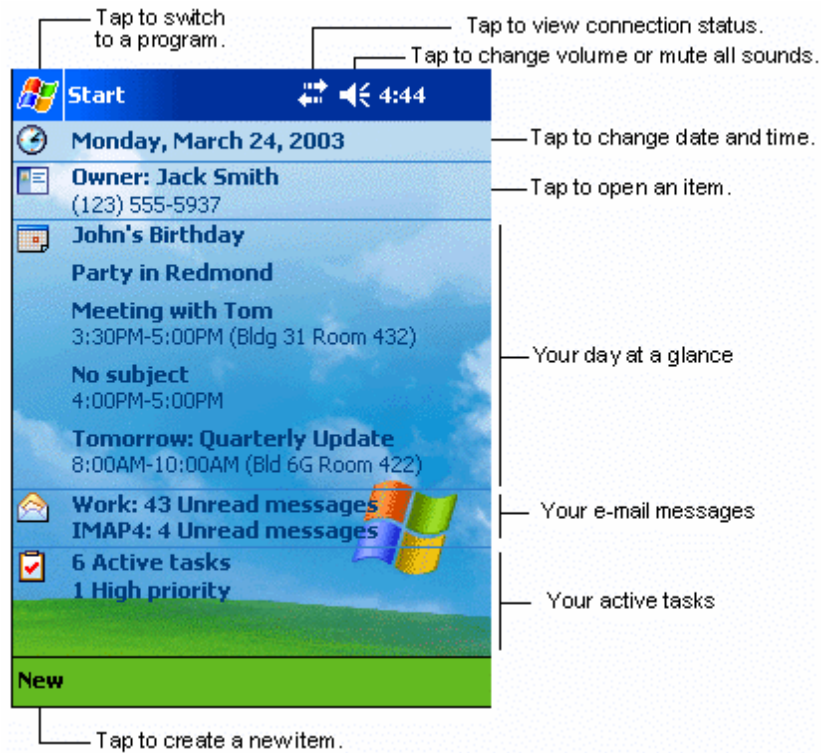 Tap to switch
to a program.
Tap to view connection status.
Tap to change volume or mute all sounds.
Start
4:44
Monday, March 24, 2003
Tap to change date and time.
Owner: Jack Smith
(123) 555-5937
Tap to open an item.
John's Birthday
Party in Redmond
Meeting with Tom
3:30PM-5:00PM (Bldg 31 Room 432)
No subject
4:00PM-5:00PM
Tomorrow: Quarterly Update
8:00AM-10:00AM (Bld 6G Room 422)
Your day at a glance
Work: 43 Unread messages
IMAP4: 4 Unread messages
Your e-mail messages
6 Active tasks
1 High priority
Your active tasks
New
Tap to create a new item.